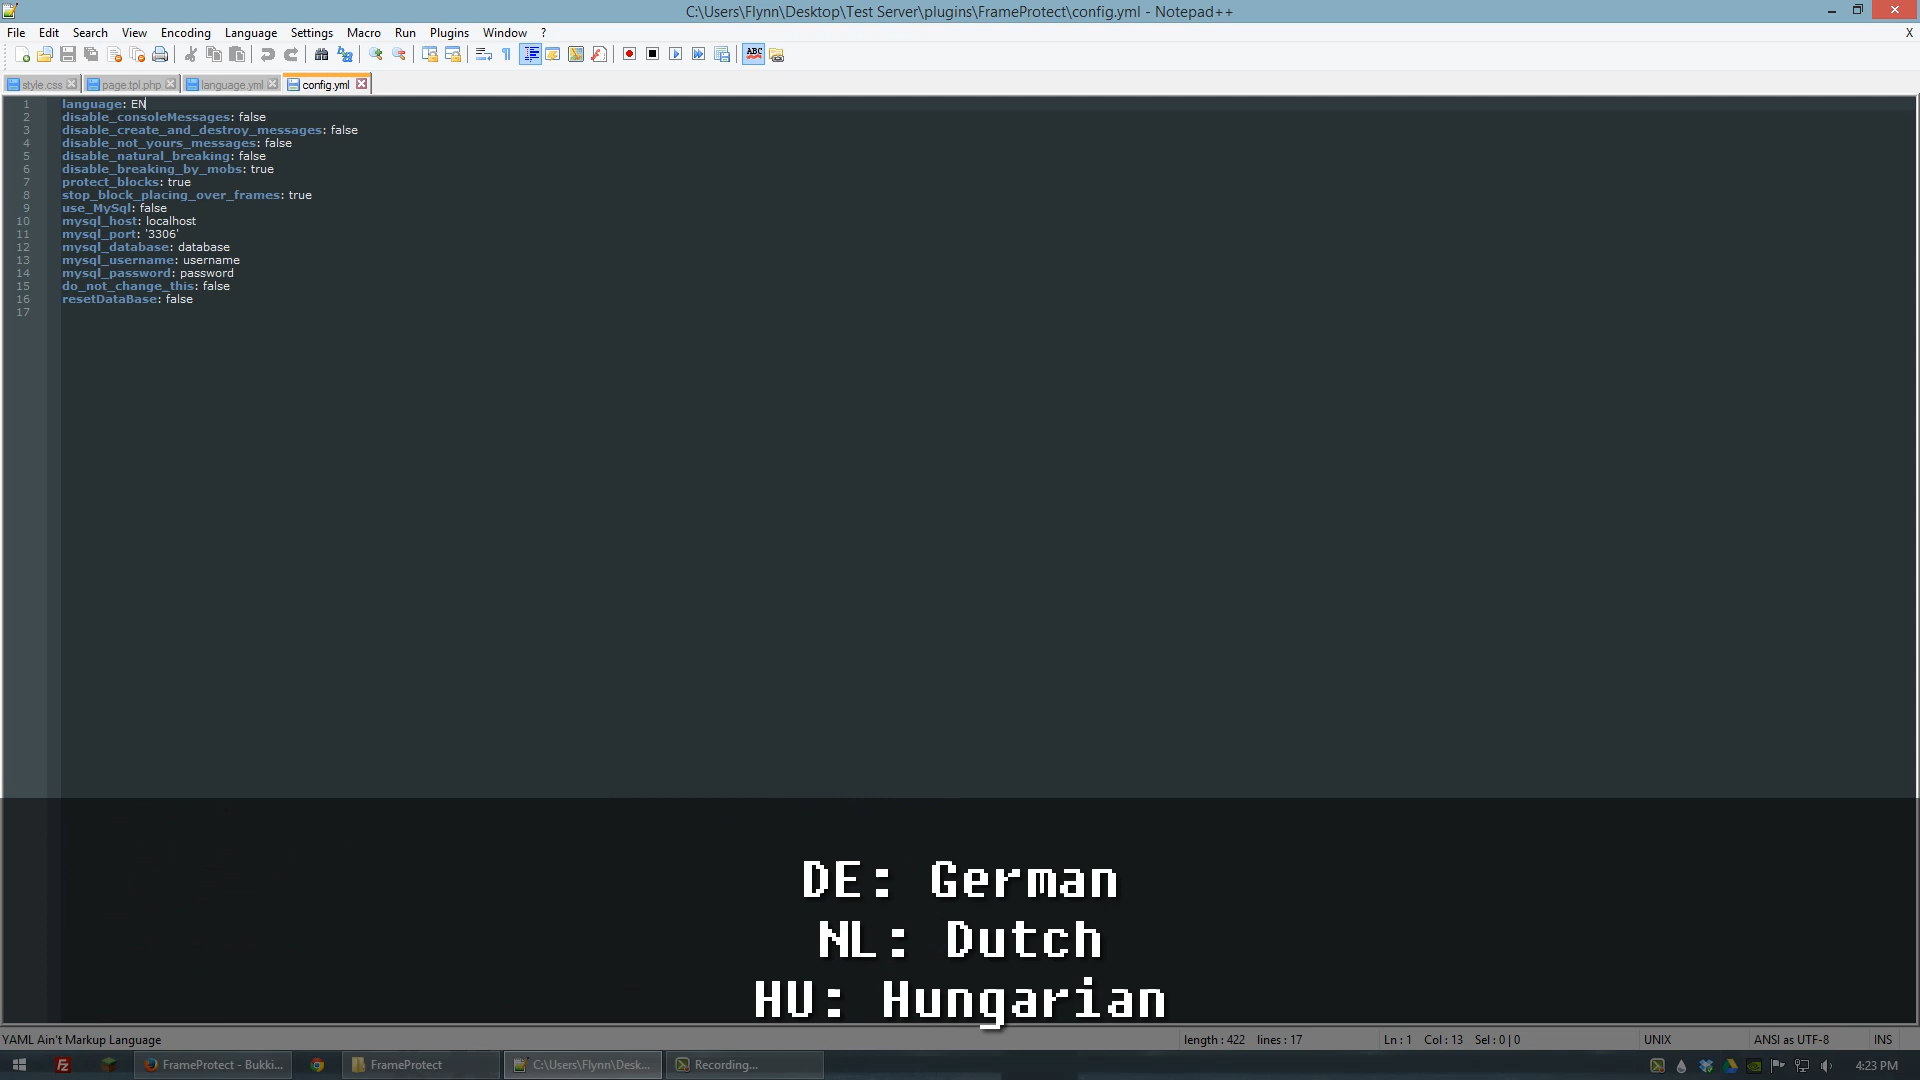 C:\Users\Flynn\Desktop\Test Server\plugins\FrameProtect\config.yml - Notepad++
File Edit Search View Encoding Language Settings Macro Run Plugins Window ? X
ABC
style.css page.tpl.php language.yml config.yml
1 language: EN
2 disable_consoleMessages: false
3 disable_create_and_destroy_messages: false
4 disable_not_yours_messages: false
5 disable_natural_breaking: false
6 disable_breaking_by_mobs: true
7 protect_blocks: true
8 stop_block_placing_over_frames: true
9 use_MySql: false
10 mysql_host: localhost
11 mysql_port: '3306'
12 mysql_database: database
13 mysql_username: username
14 mysql_password: password
15 do_not_change_this: false
16 resetDataBase: false
17
DE: German
NL: Dutch
HU: Hungarian
YAML Ain't Markup Language length : 422 lines : 17 Ln : 1 Col : 13 Sel : 0 | 0 UNIX ANSI as UTF-8 INS
FrameProtect - Bukki... FrameProtect C:\Users\Flynn\Desk... Recording... 4:23 PM